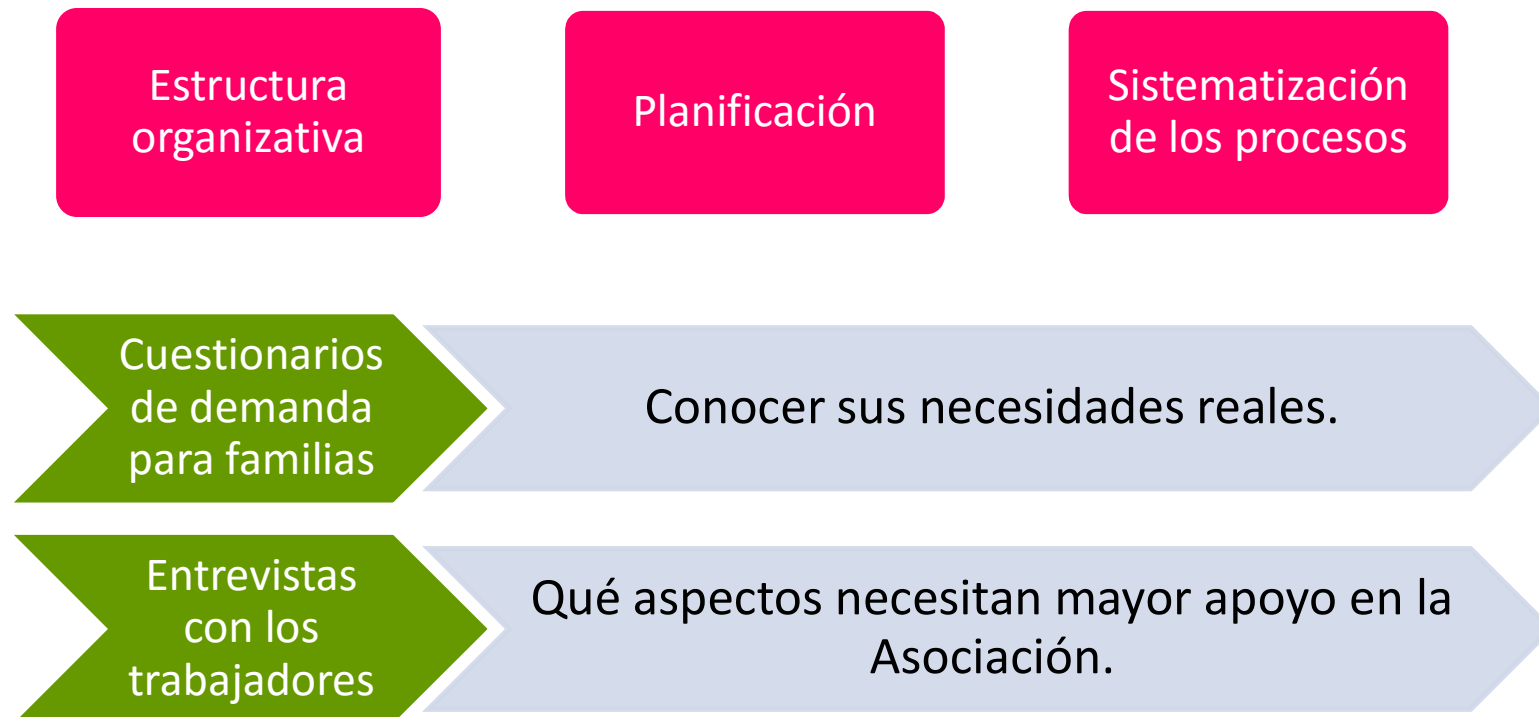 Estructura
organizativa
Planificación
Sistematización
de los procesos
Cuestionarios
de demanda
para familias
Conocer sus necesidades reales.
Entrevistas
con los
trabajadores
Qué aspectos necesitan mayor apoyo en la
Asociación.